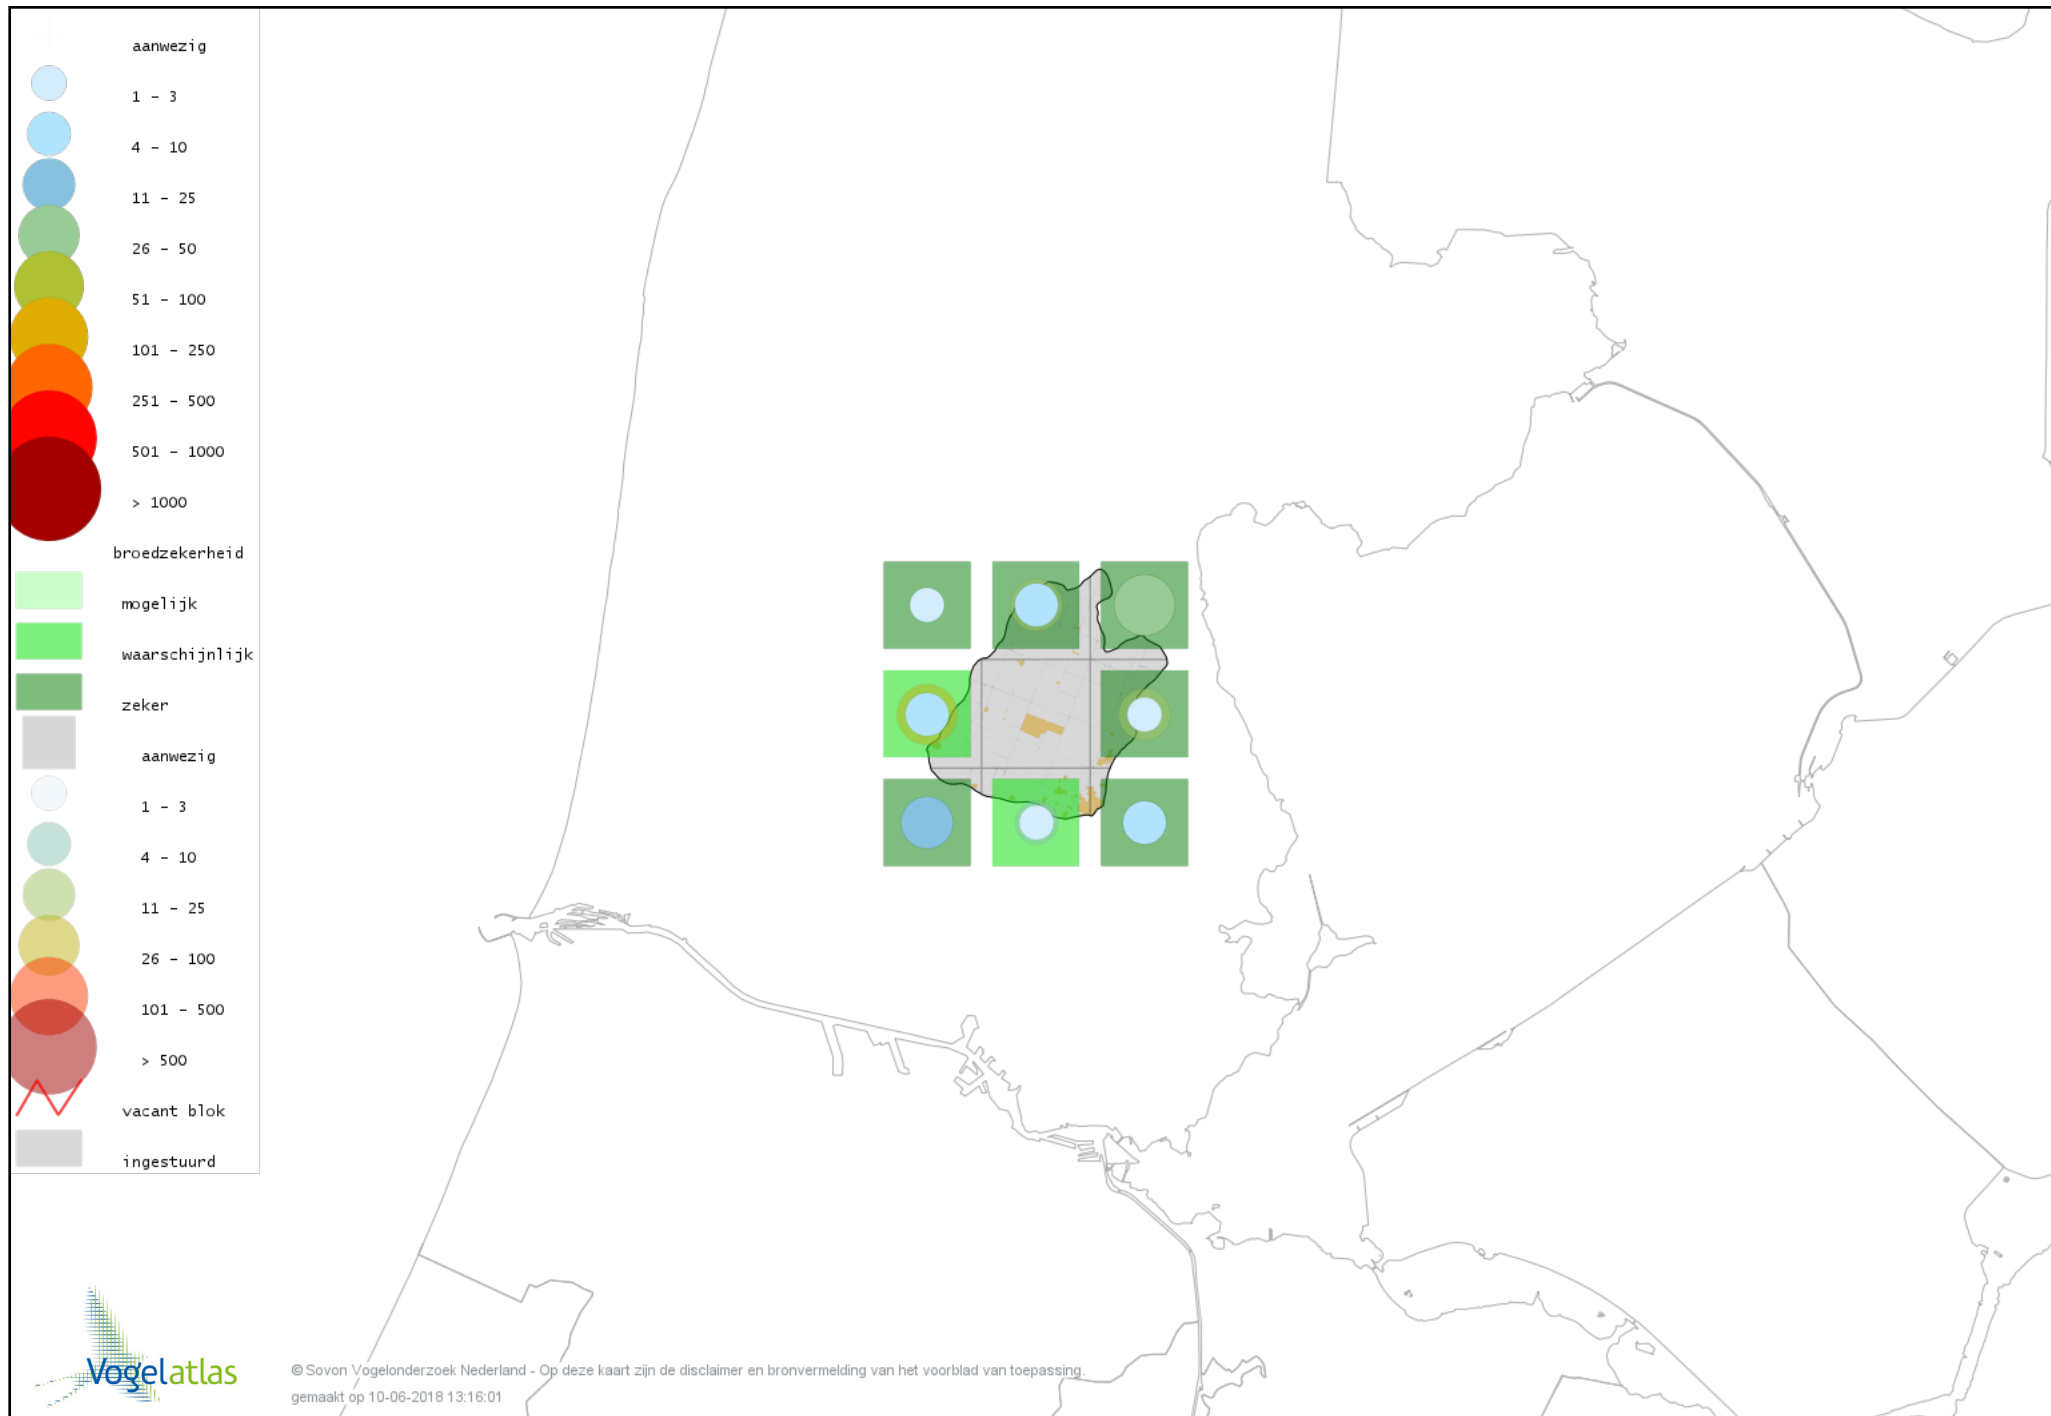 aanwezig
1 - 3
4 - 10
11 - 25
26 - 50
51 - 100
101 - 250
251 - 500
501 - 1000
> 1000
broedzekerheid
mogelijk
waarschijnlijk
zeker
aanwezig
1 - 3
4 - 10
11 - 25
26 - 100
101 - 500
> 500
vacant blok
ingestuurd
Vogelatlas
© Sovon Vogelonderzoek Nederland - Op deze kaart zijn de disclaimer en bronvermelding van het voorblad van toepassing.
gemaakt op 10-06-2018 13:16:01